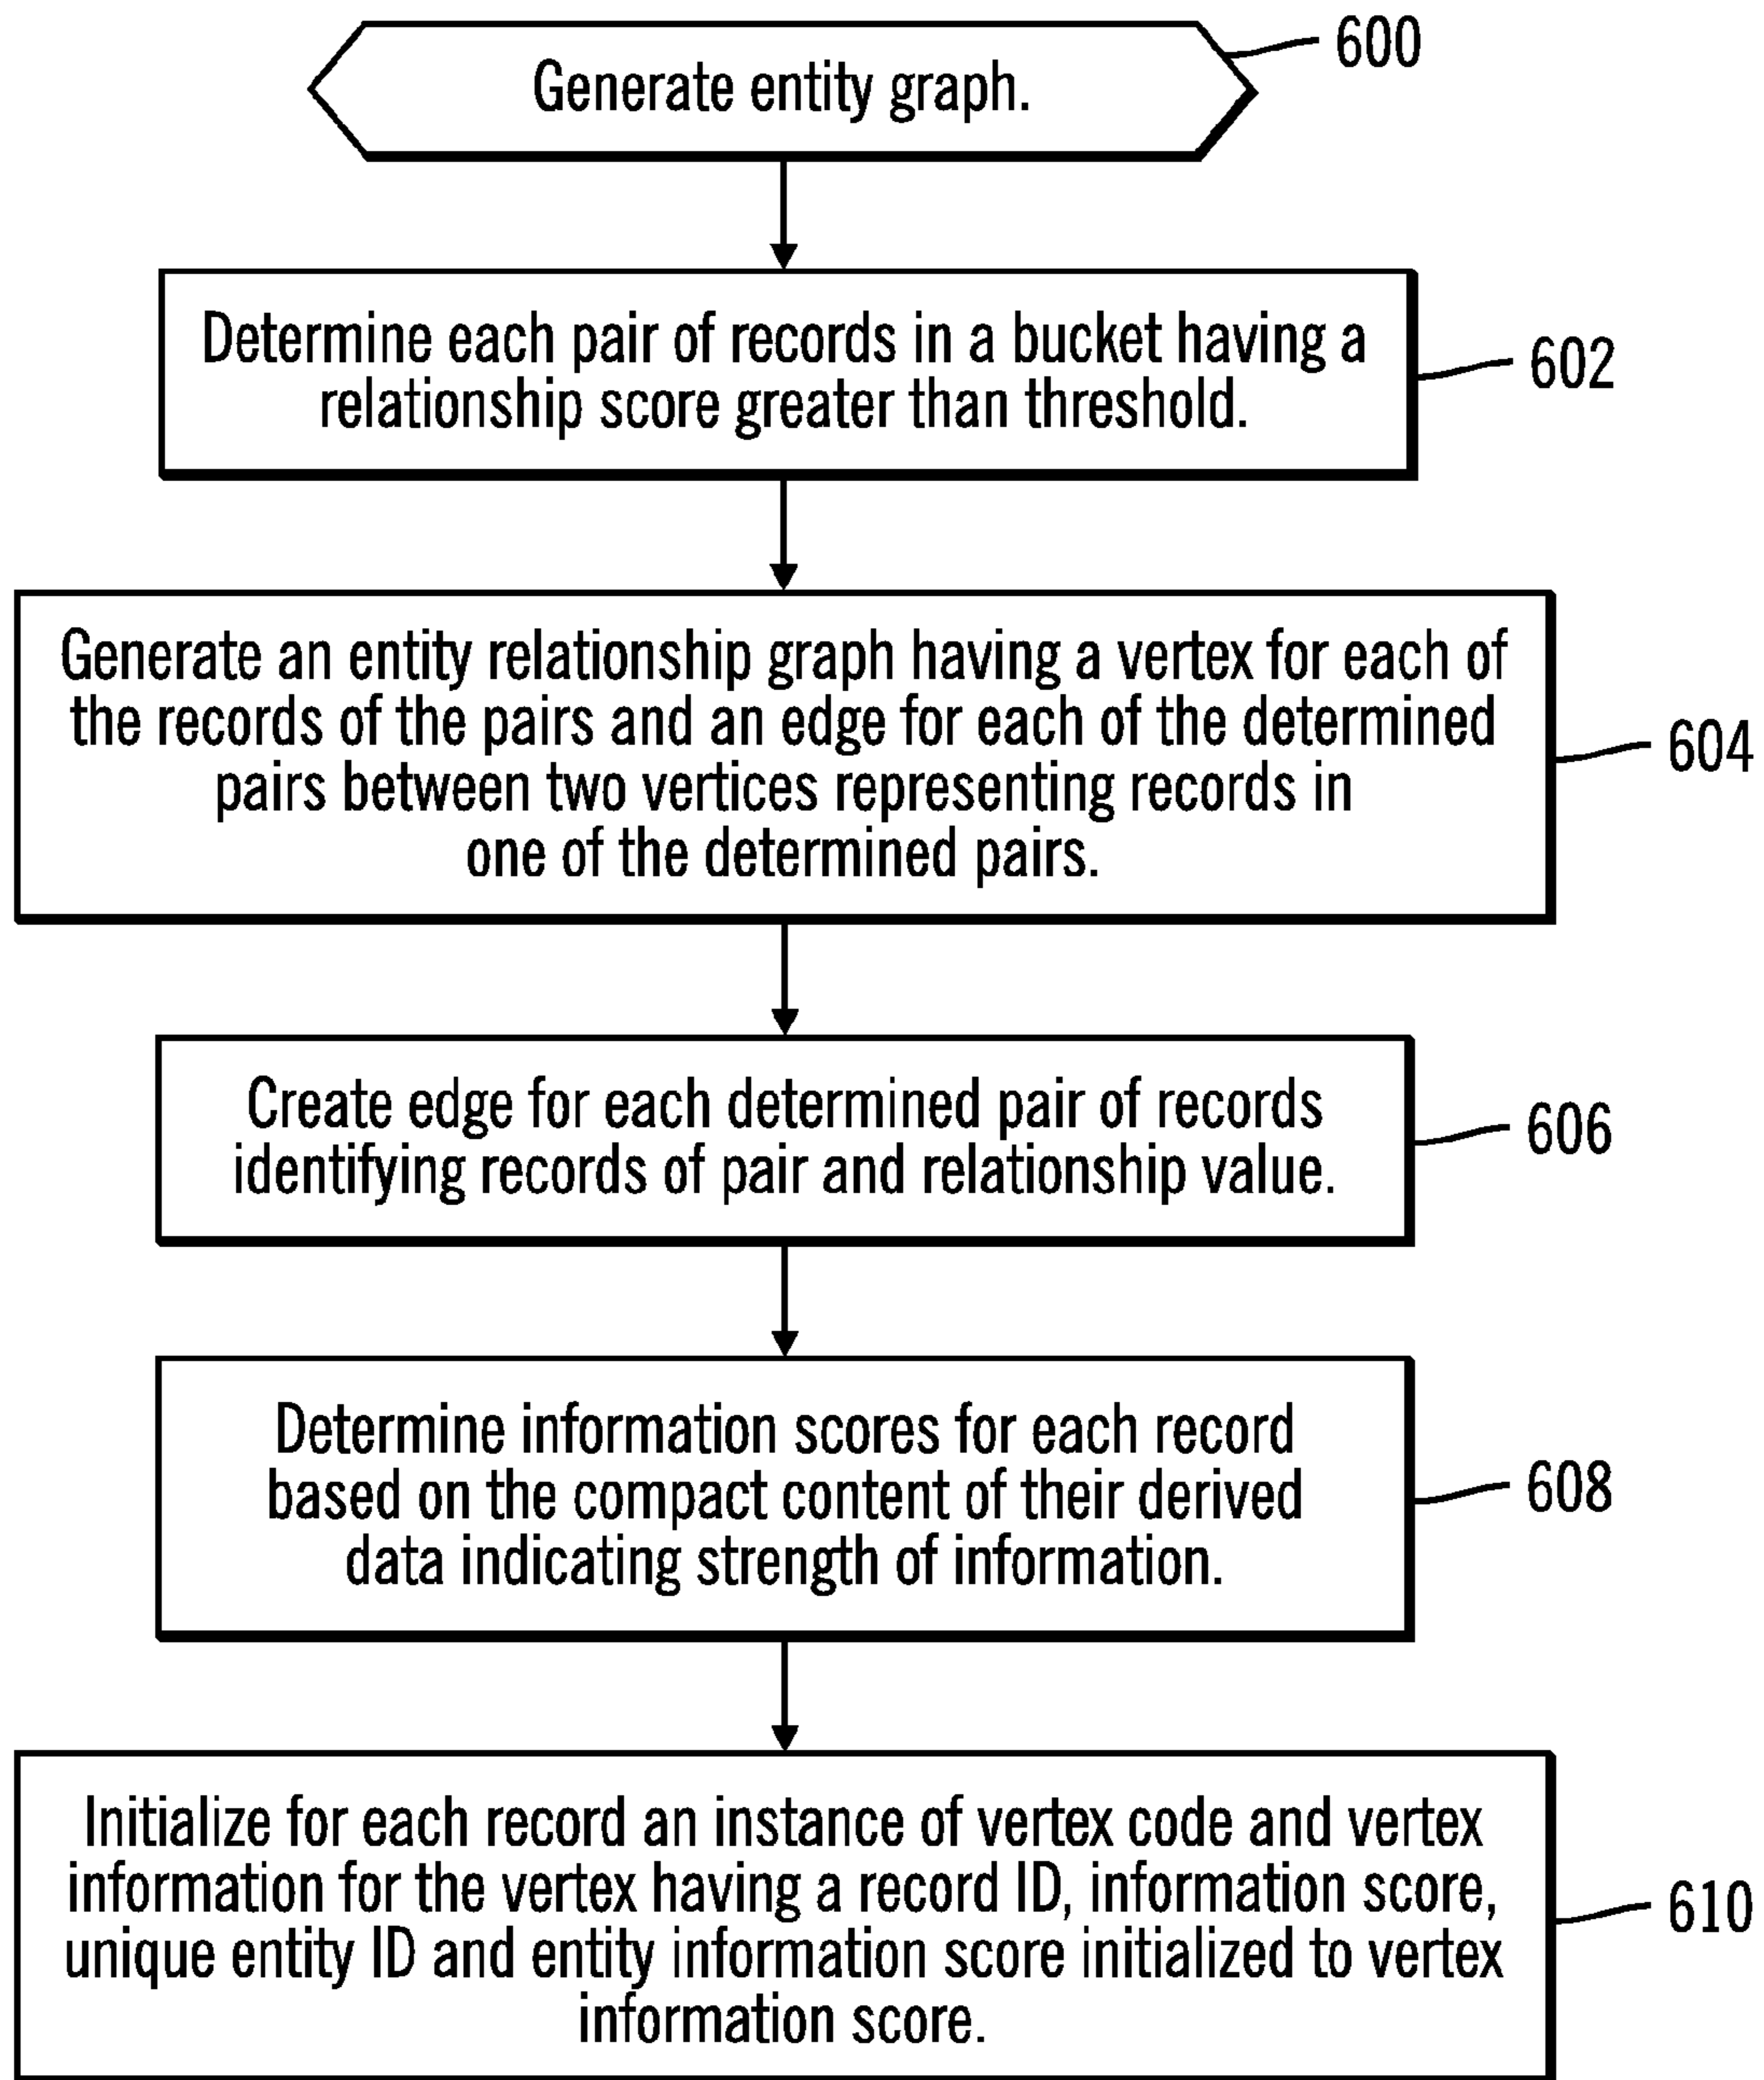 600
Generate entity graph.
Determine each pair of records in a bucket having a
relationship score greater than threshold.
602
Generate an entity relationship graph having a vertex for each of
the records of the pairs and an edge for each of the determined
pairs between two vertices representing records in
one of the determined pairs.
604
Create edge for each determined pair of records
identifying records of pair and relationship value.
606
Determine information scores for each record
based on the compact content of their derived
data indicating strength of information.
608
Initialize for each record an instance of vertex code and vertex
information for the vertex having a record ID, information score,
unique entity ID and entity information score initialized to vertex
information score.
610